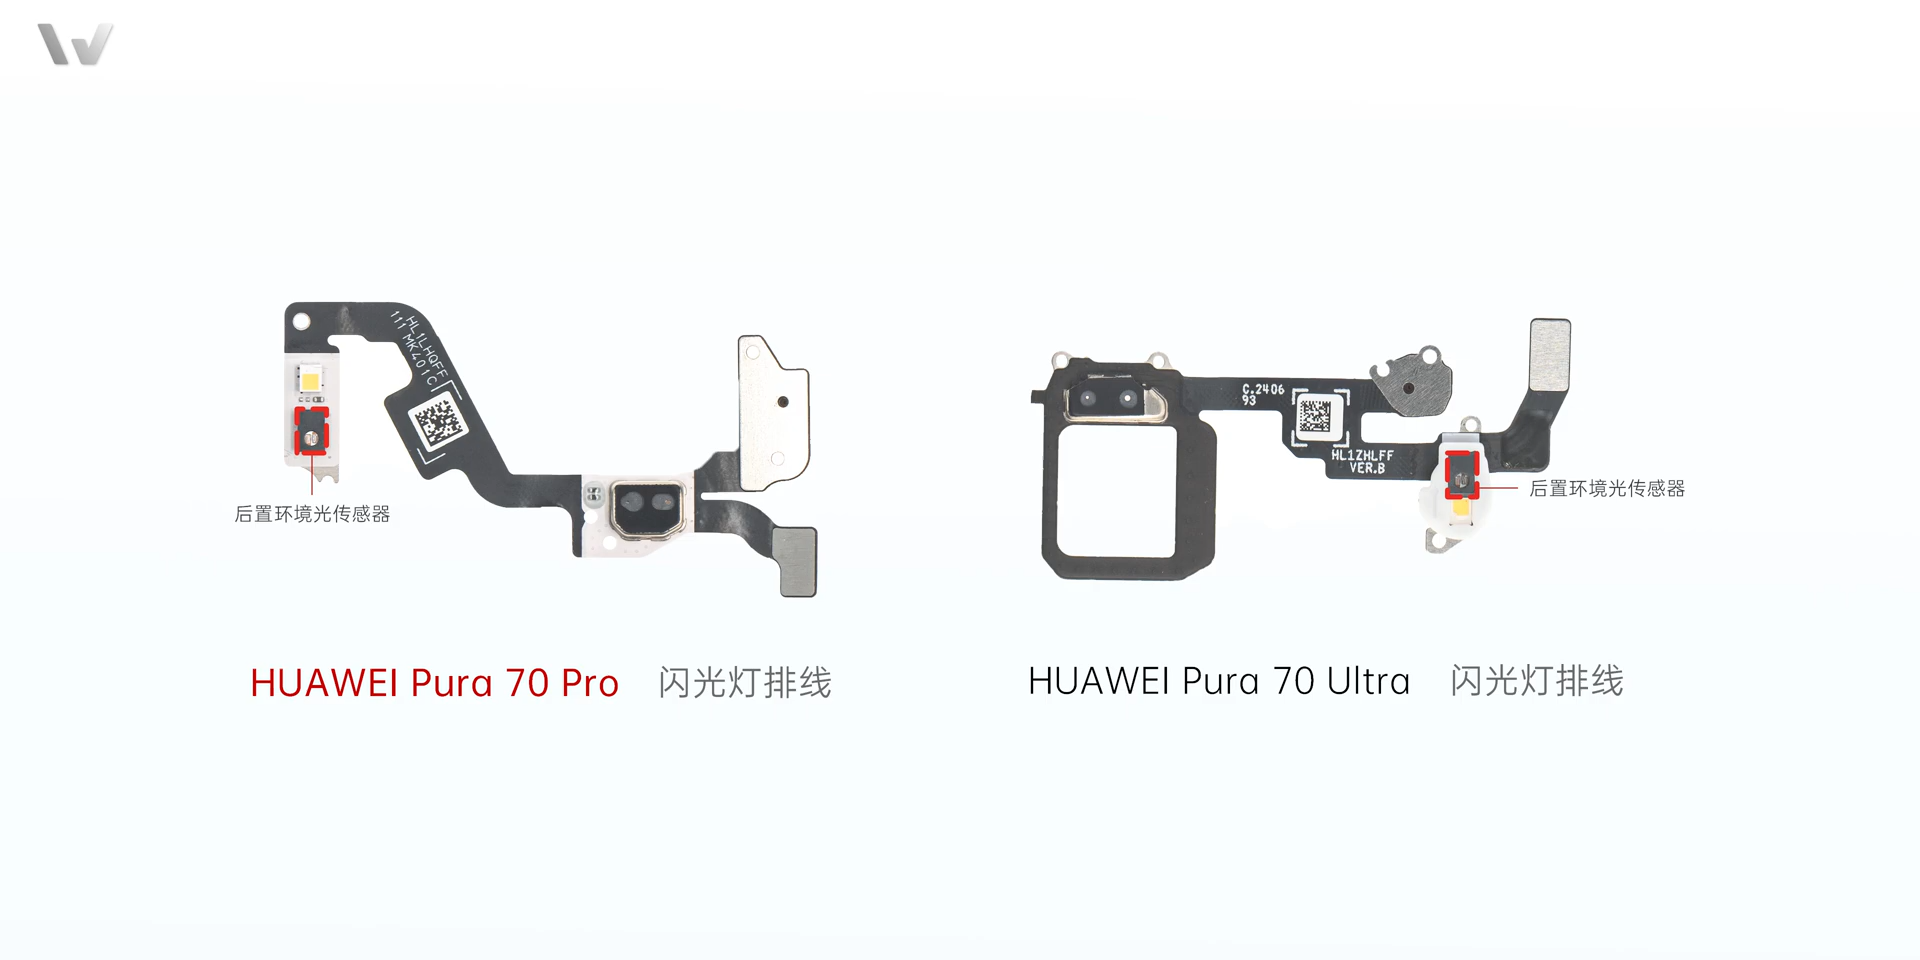 HL1LHQFF
111 MK401C
后置环境光传感器
HUAWEI Pura 70 Pro 闪光灯排线
C.2406
93
HL1ZHLFF
VER.B
后置环境光传感器
HUAWEI Pura 70 Ultra 闪光灯排线